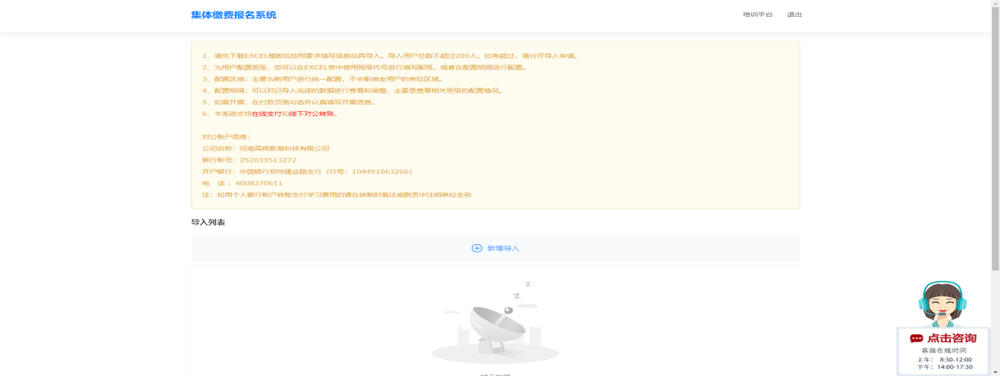 集体缴费报名系统
培训平台 退出
1、请先下载EXCEL模板后按照要求填写信息后再导入。导入用户总数不超过200人。如有超过，请分开导入申请。
2、为用户配置班级，您可以在EXCEL表中使用班级代号进行填写配班。或者在配置明细进行配置。
3、配置区域：主要为新用户进行统一配置，不会影响老用户的单位区域。
4、配置明细：可以对已导入完成的数据进行查看和调整，主要是查看相关班级的配置情况。
5、如需开票，在付款页面勾选并认真填写开票信息。
6、本系统支持在线支付和线下对公转账。
对公账户信息：
公司名称：河南高辉教育科技有限公司
银行账号：252033513272
开户银行：中国银行郑州建业路支行（行号：104491063206）
电 话：4008370611
注：如用个人银行账户转账支付学习费用的请在转账时备注或附言中注明单位全称
导入列表
新增导入
点击咨询
客服在线时间
上午： 8:30-12:00
下午：14:00-17:30